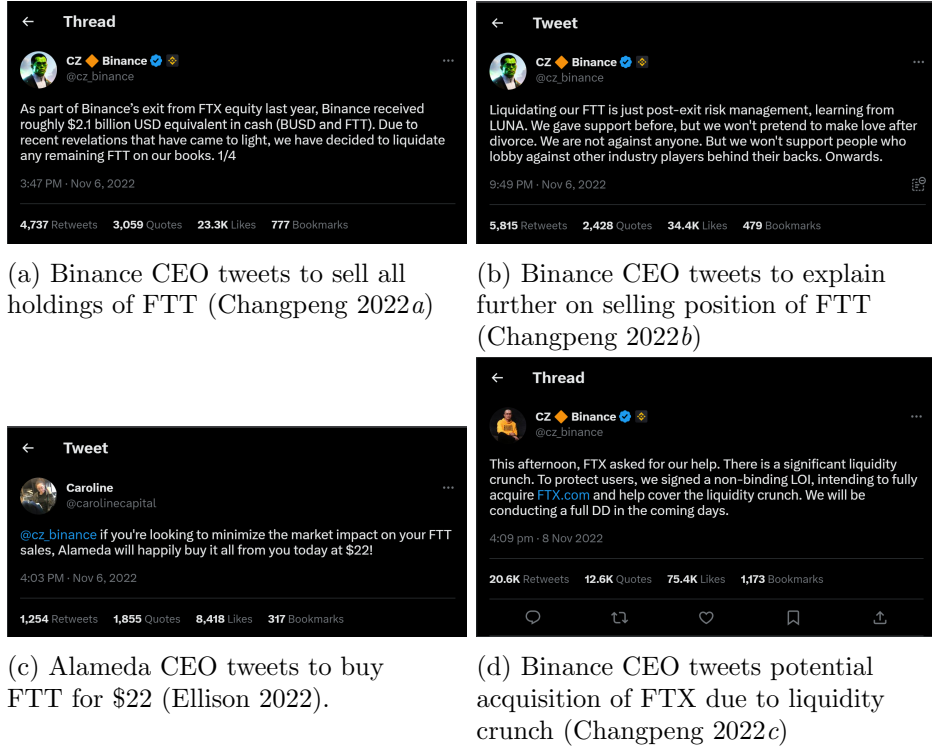 ← Thread
CZ 🔶 Binance
@cz_binance
As part of Binance's exit from FTX equity last year, Binance received
roughly $2.1 billion USD equivalent in cash (BUSD and FTT). Due to
recent revelations that have came to light, we have decided to liquidate
any remaining FTT on our books. 1/4
3:47 PM · Nov 6, 2022
4,737 Retweets 3,059 Quotes 23.3K Likes 777 Bookmarks
(a) Binance CEO tweets to sell all
holdings of FTT (Changpeng 2022a)
← Tweet
CZ 🔶 Binance
@cz_binance
Liquidating our FTT is just post-exit risk management, learning from
LUNA. We gave support before, but we won't pretend to make love after
divorce. We are not against anyone. But we won't support people who
lobby against other industry players behind their backs. Onwards.
9:49 PM · Nov 6, 2022
5,815 Retweets 2,428 Quotes 34.4K Likes 479 Bookmarks
(b) Binance CEO tweets to explain
further on selling position of FTT
(Changpeng 2022b)
← Tweet
Caroline
@carolinecapital
@cz_binance if you're looking to minimize the market impact on your FTT
sales, Alameda will happily buy it all from you today at $22!
4:03 PM · Nov 6, 2022
1,254 Retweets 1,855 Quotes 8,418 Likes 317 Bookmarks
(c) Alameda CEO tweets to buy
FTT for $22 (Ellison 2022).
← Thread
CZ 🔶 Binance
@cz_binance
This afternoon, FTX asked for our help. There is a significant liquidity
crunch. To protect users, we signed a non-binding LOI, intending to fully
acquire FTX.com and help cover the liquidity crunch. We will be
conducting a full DD in the coming days.
4:09 pm · 8 Nov 2022
20.6K Retweets 12.6K Quotes 75.4K Likes 1,173 Bookmarks
(d) Binance CEO tweets potential
acquisition of FTX due to liquidity
crunch (Changpeng 2022c)